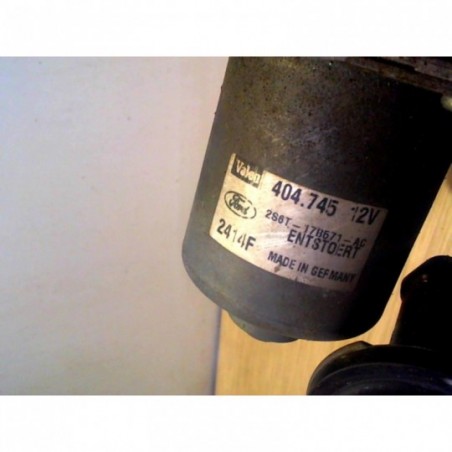 Valeo 404.745 12V
Ford 2S6T-17B571-AC
2414F ENTSTOERT
MADE IN GERMANY